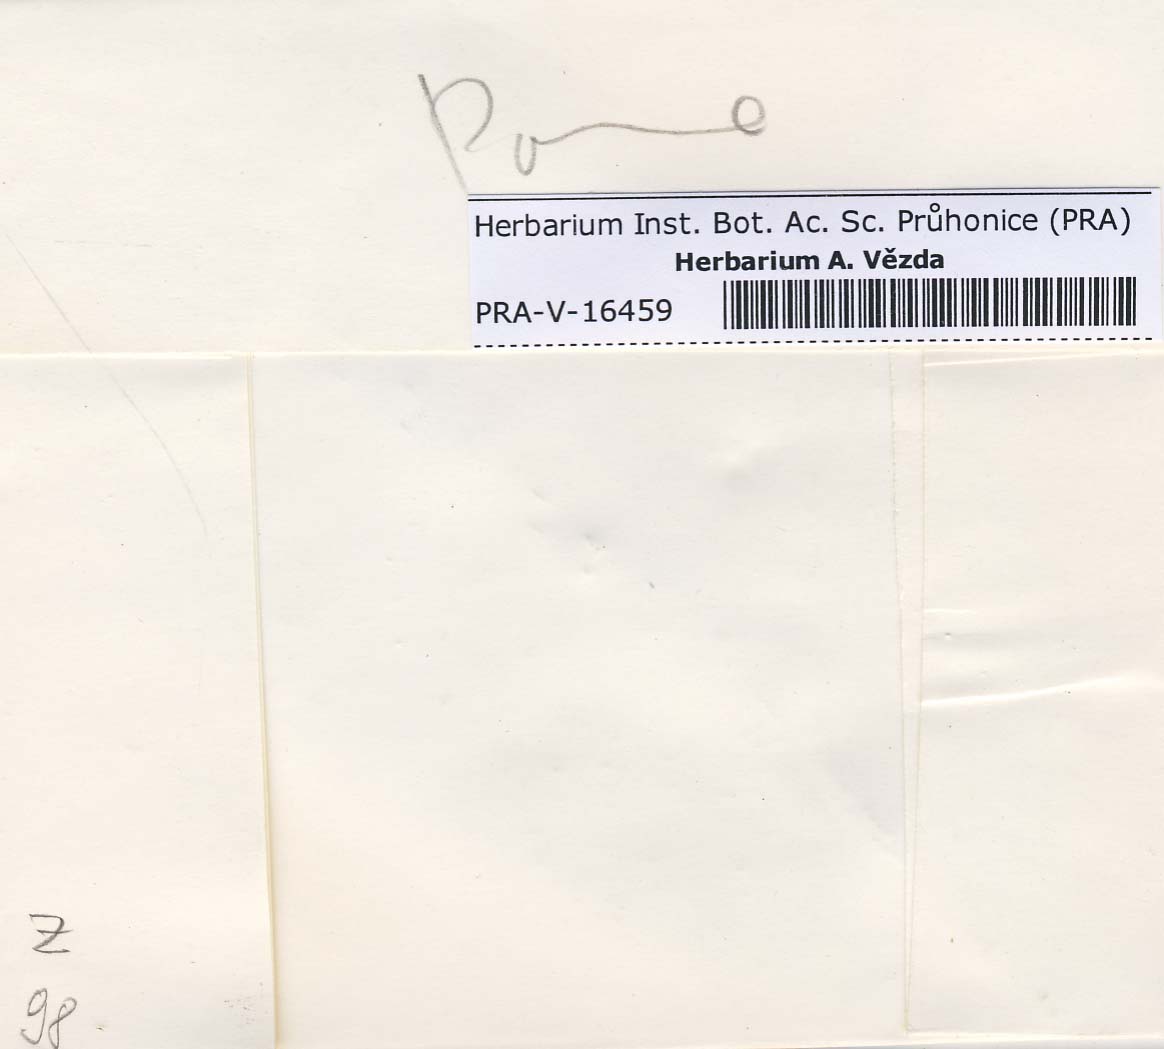 Herbarium Inst. Bot. Ac. Sc. Průhonice (PRA)
Herbarium A. Vězda
PRA-V-16459
Z
98